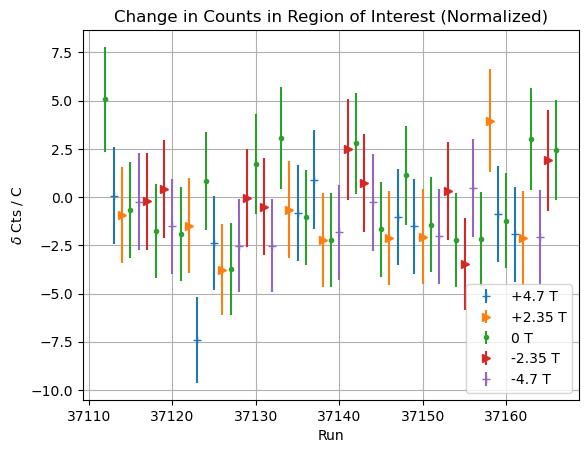 Change in Counts in Region of Interest (Normalized)
δ Cts / C
7.5
5.0
2.5
0.0
−2.5
−5.0
−7.5
−10.0
+4.7 T
+2.35 T
0 T
-2.35 T
-4.7 T
37110 37120 37130 37140 37150 37160
Run